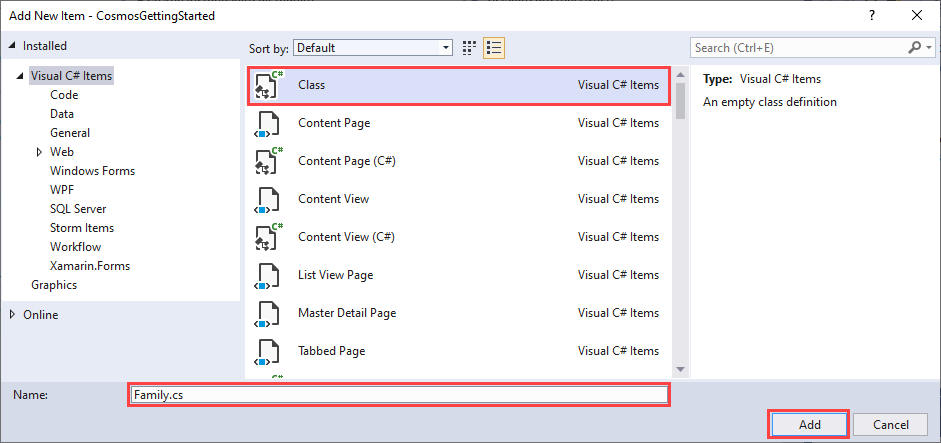 Add New Item - CosmosGettingStarted
?
Installed
Sort by: Default
Search (Ctrl+E)
Visual C# Items
Code
Data
General
Web
Windows Forms
WPF
SQL Server
Storm Items
Workflow
Xamarin.Forms
Graphics
Online
C# Class Visual C# Items
Content Page Visual C# Items
C# Content Page (C#) Visual C# Items
Content View Visual C# Items
C# Content View (C#) Visual C# Items
List View Page Visual C# Items
Master Detail Page Visual C# Items
Tabbed Page Visual C# Items
C#
Type: Visual C# Items
An empty class definition
Name: Family.cs
Add Cancel